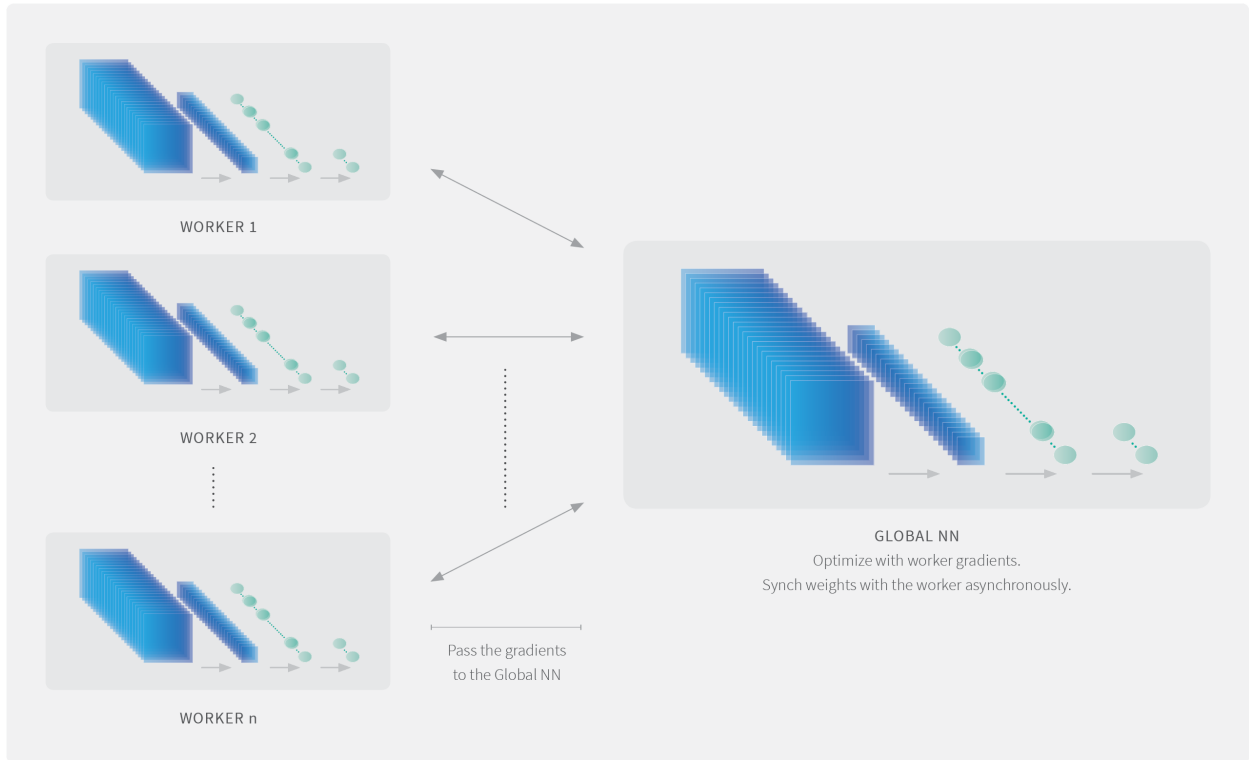 WORKER 1
WORKER 2
WORKER n
Pass the gradients
to the Global NN
GLOBAL NN
Optimize with worker gradients.
Synch weights with the worker asynchronously.